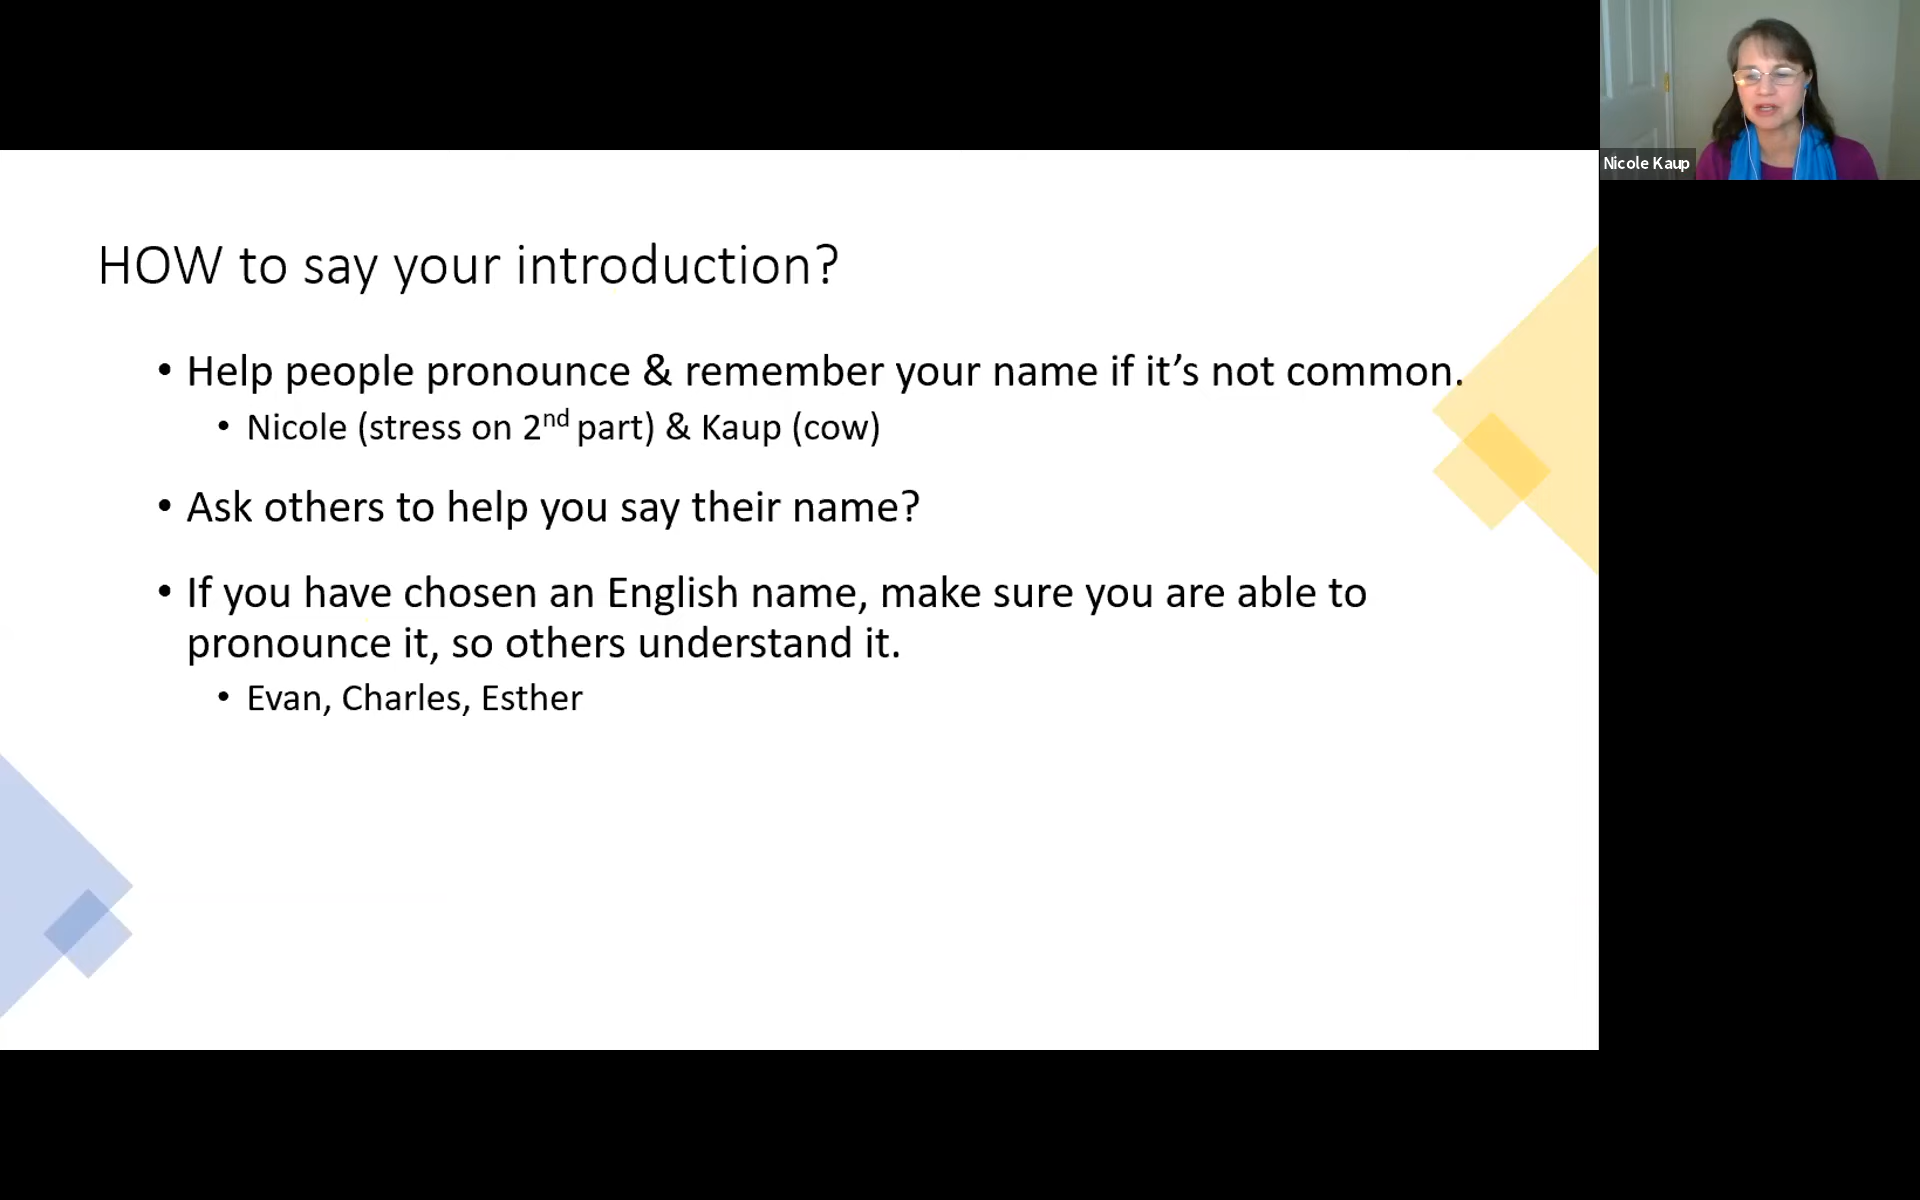 Nicole Kaup
HOW to say your introduction?
• Help people pronounce & remember your name if it’s not common.
• Nicole (stress on 2nd part) & Kaup (cow)
• Ask others to help you say their name?
• If you have chosen an English name, make sure you are able to
pronounce it, so others understand it.
• Evan, Charles, Esther